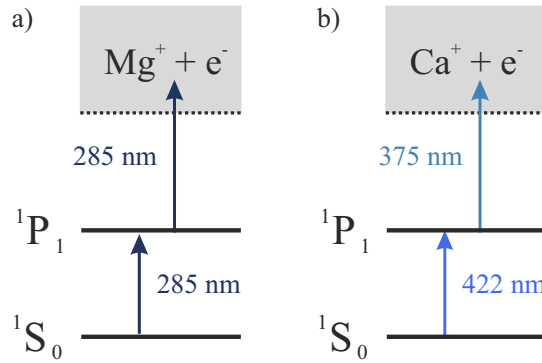 a)
Mg⁺ + e⁻
285 nm
¹P₁
285 nm
¹S₀
b)
Ca⁺ + e⁻
375 nm
¹P₁
422 nm
¹S₀